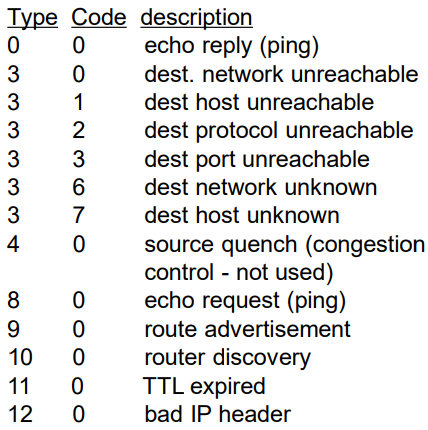 Type Code description
0 0 echo reply (ping)
3 0 dest. network unreachable
3 1 dest host unreachable
3 2 dest protocol unreachable
3 3 dest port unreachable
3 6 dest network unknown
3 7 dest host unknown
4 0 source quench (congestion
control - not used)
8 0 echo request (ping)
9 0 route advertisement
10 0 router discovery
11 0 TTL expired
12 0 bad IP header